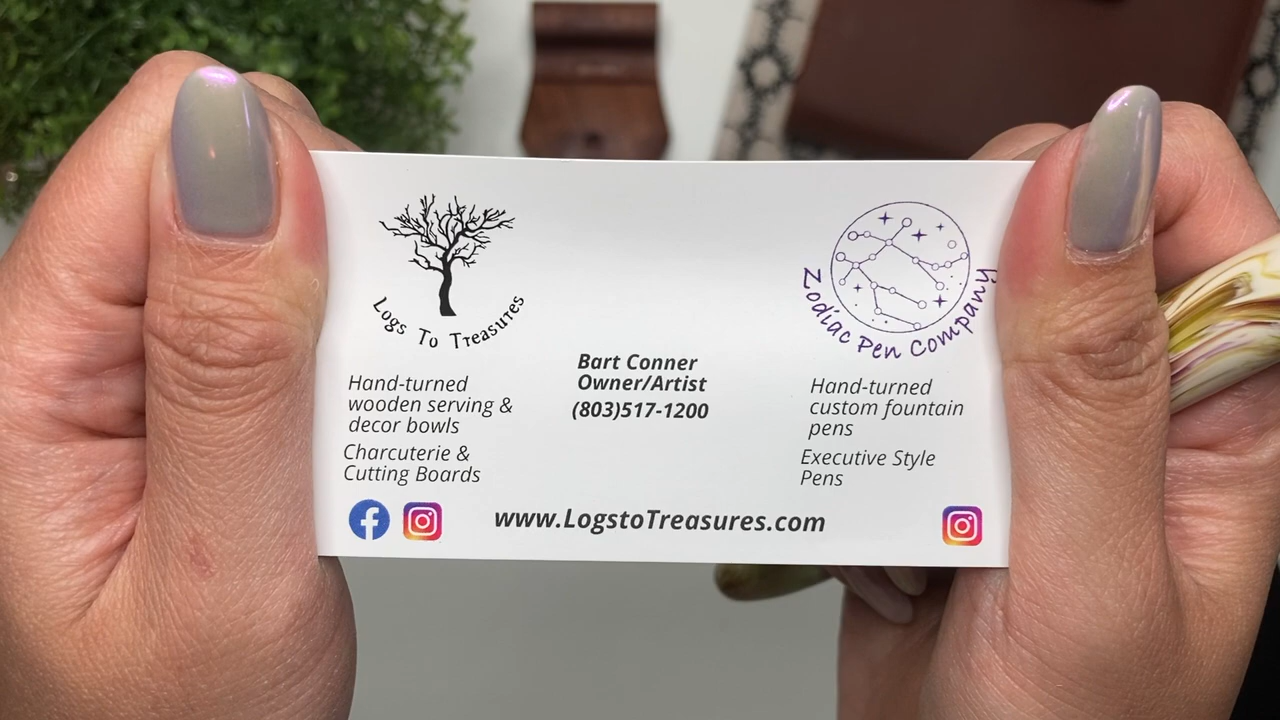 Logs To Treasures
Zodiac Pen Company
Bart Conner
Owner/Artist
(803)517-1200
Hand-turned
wooden serving &
decor bowls
Charcuterie &
Cutting Boards
Hand-turned
custom fountain
pens
Executive Style
Pens
www.LogstoTreasures.com